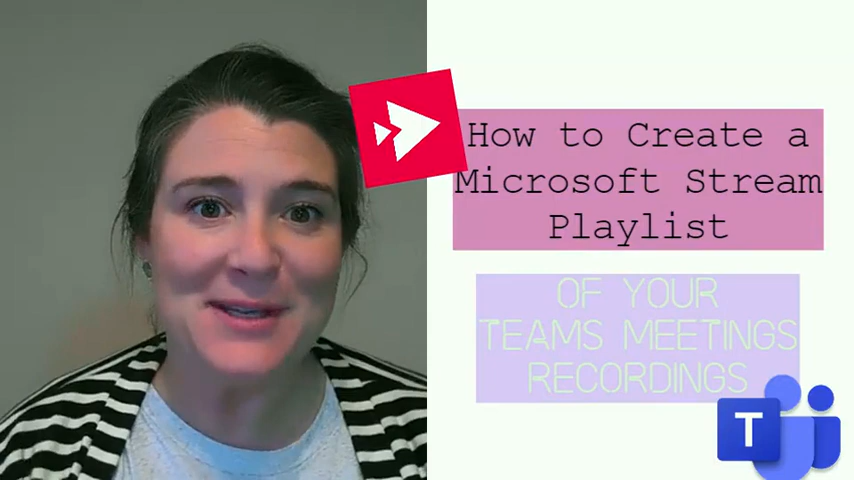 How to Create a
Microsoft Stream
Playlist
OF YOUR
TEAMS MEETINGS
RECORDINGS
T